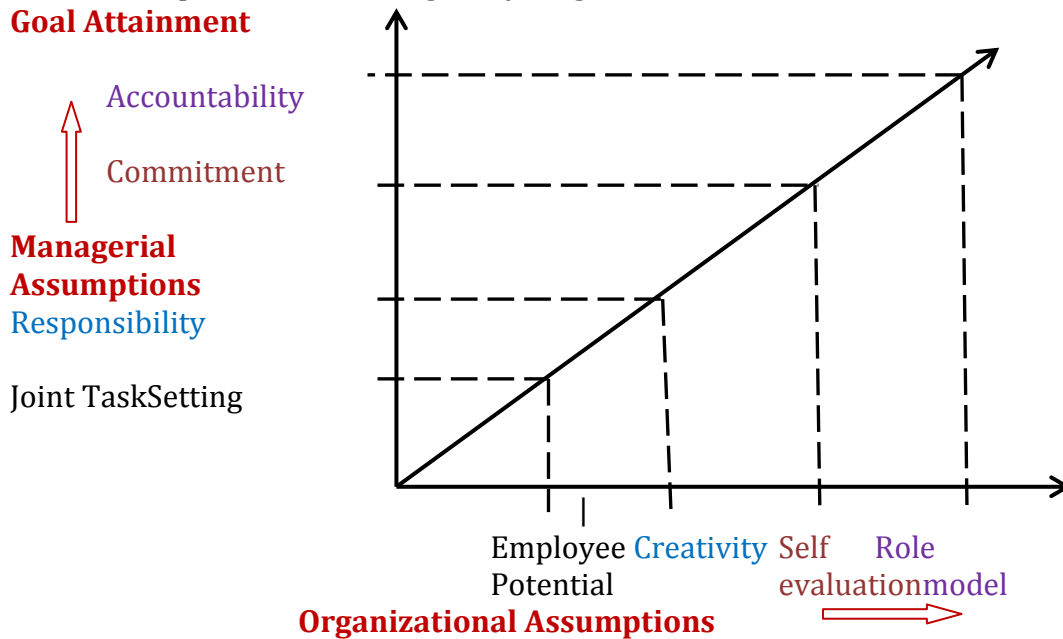 Goal Attainment
Accountability
Commitment
Managerial
Assumptions
Responsibility
Joint TaskSetting
Employee Creativity Self Role
Potential evaluationmodel
Organizational Assumptions